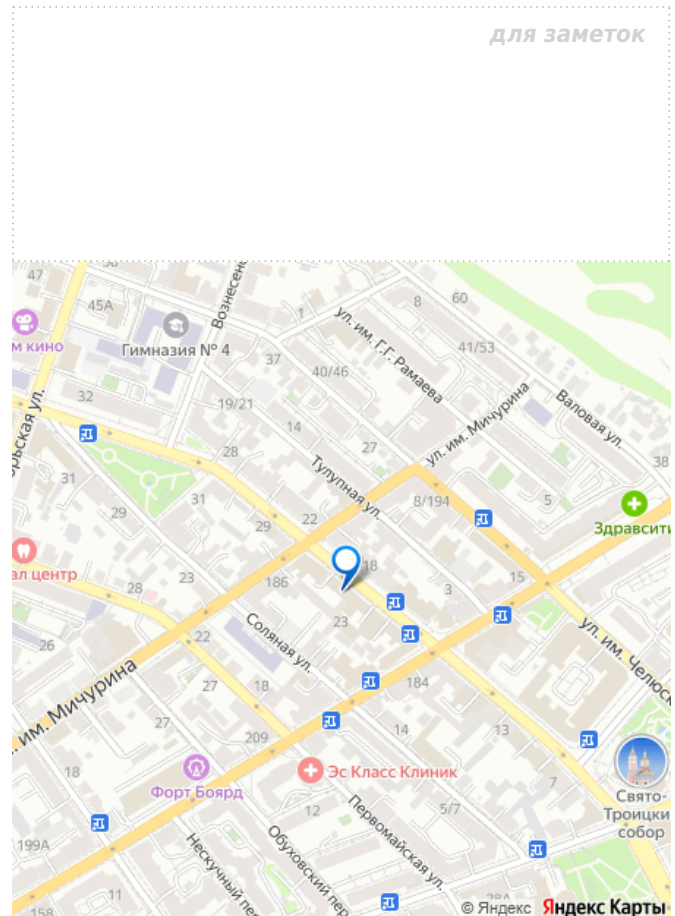 для заметок
47
45А
Вознесенс
1
8
60
ул. им. Г.Г. Рамаева
41/53
м кино
Гимназия № 4
37
40/46
32
19/21
14
ул. им. Мичурина
Валовая ул.
рьская ул.
28
27
38
31
29
31
Тулупная ул.
8/194
5
29
22
Здравсити
ал центр
23
186
18
15
28
3
26
22
Соляная ул.
23
ул. им. Челюск
. им. Мичурина
27
18
184
27
209
14
13
18
Форт Боярд
Эс Класс Клиник
7
Свято-
Троицки
собор
12
5/7
199А
Первомайская ул.
Обуховский пер
Нескучный пер
11
158
28А
© Яндекс Яндекс Карты